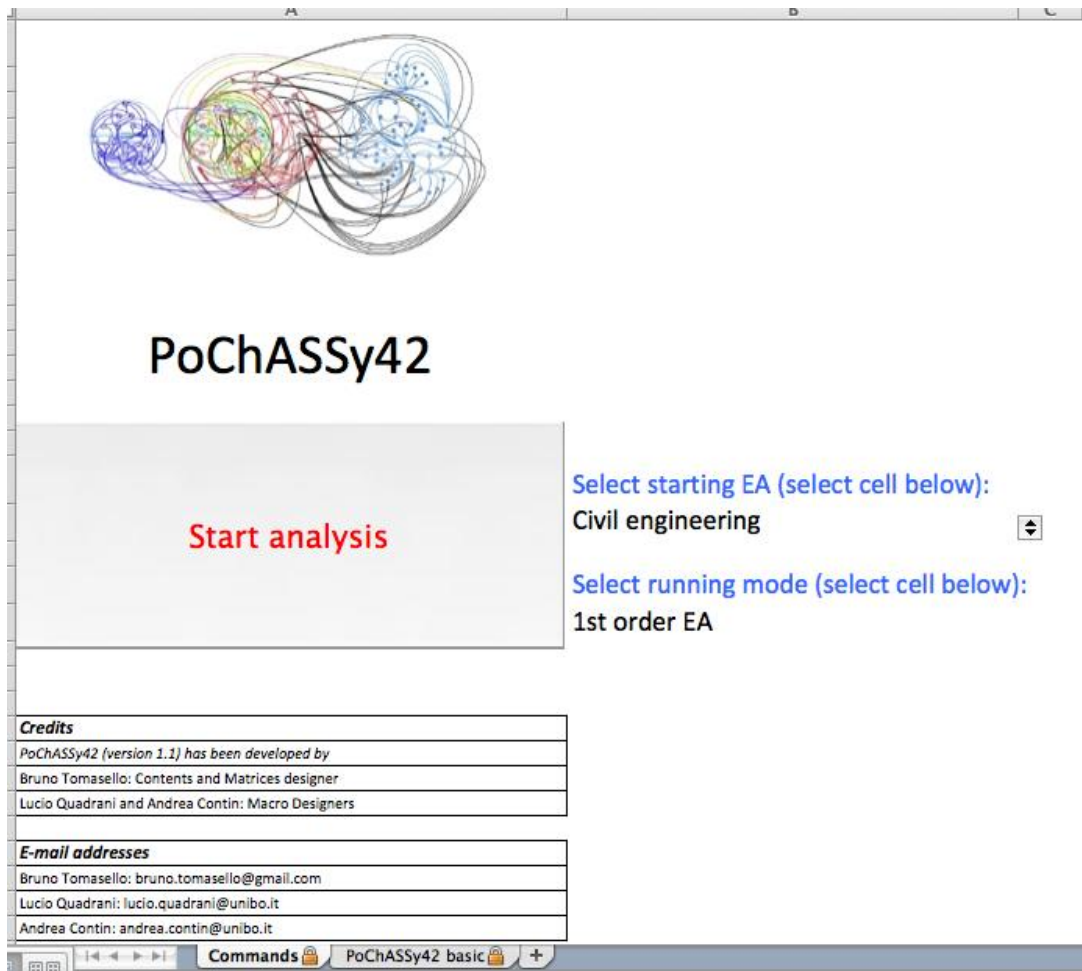 PoChASSy42
Start analysis
Select starting EA (select cell below):
Civil engineering
Select running mode (select cell below):
1st order EA
Credits
PoChASSy42 (version 1.1) has been developed by
Bruno Tomasello: Contents and Matrices designer
Lucio Quadrani and Andrea Contin: Macro Designers
E-mail addresses
Bruno Tomasello: bruno.tomasello@gmail.com
Lucio Quadrani: lucio.quadrani@unibo.it
Andrea Contin: andrea.contin@unibo.it
Commands PoChASSy42 basic +